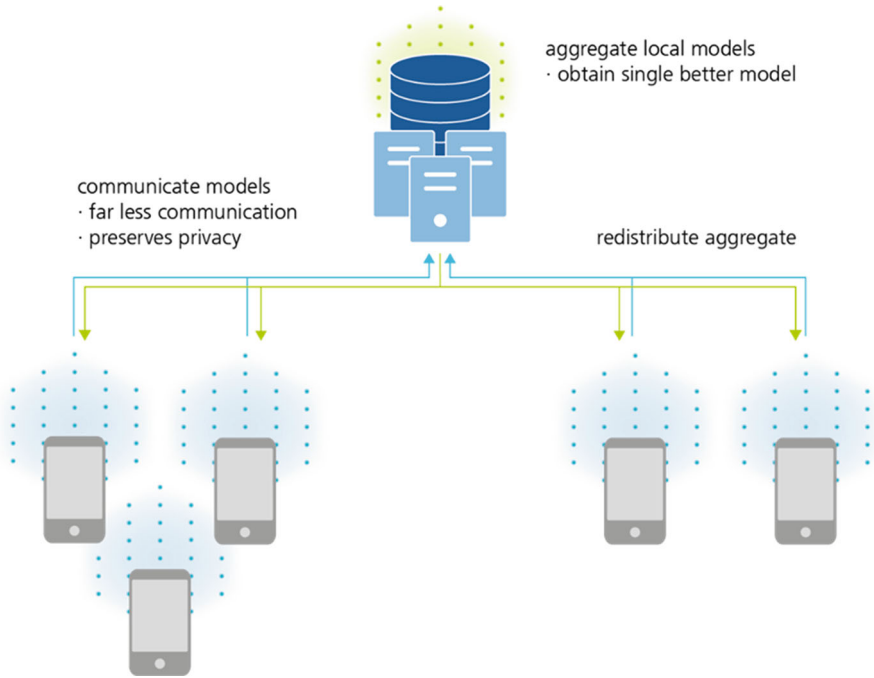 aggregate local models
· obtain single better model
communicate models
· far less communication
· preserves privacy
redistribute aggregate